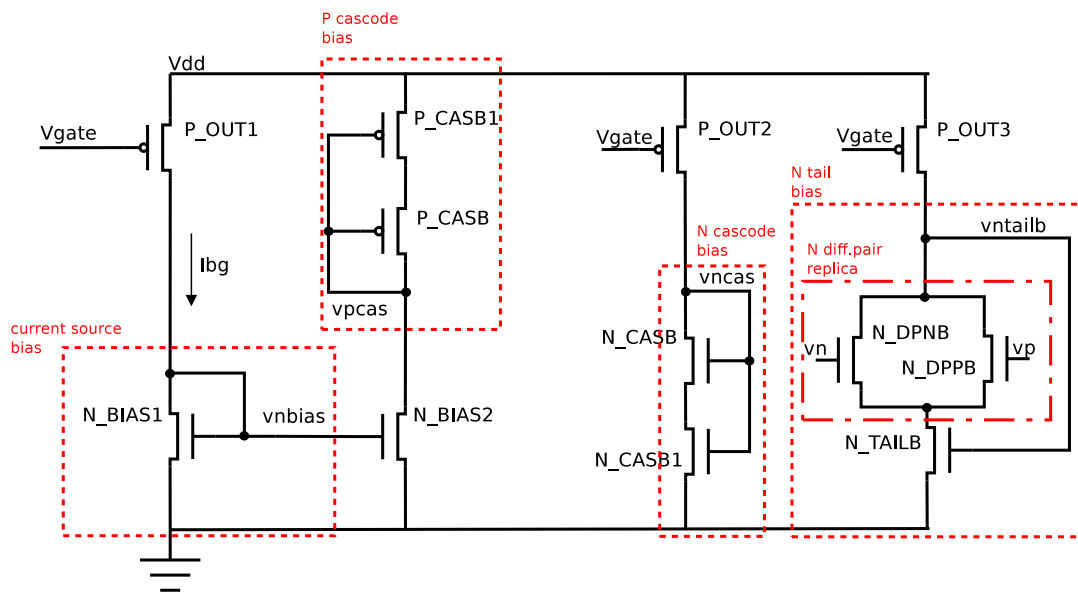 P cascode
bias
Vdd
P_OUT1
Vgate
P_CASB1
P_CASB
vpcas
Ibg
current source
bias
N_BIAS1
vnbias
N_BIAS2
P_OUT2
Vgate
N cascode
bias
vncas
N_CASB
N_CASB1
P_OUT3
Vgate
N tail
bias
vntailb
N diff.pair
replica
vn
N_DPNB
N_DPPB
vp
N_TAILB